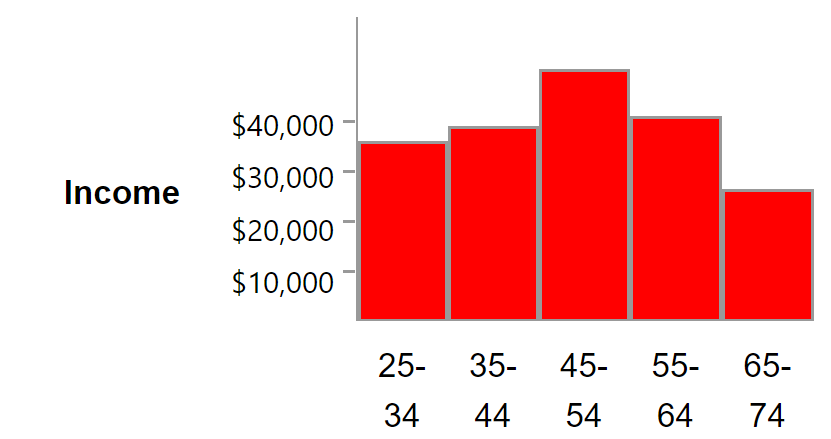 $40,000
$30,000
Income
$20,000
$10,000
25- 35- 45- 55- 65-
34 44 54 64 74